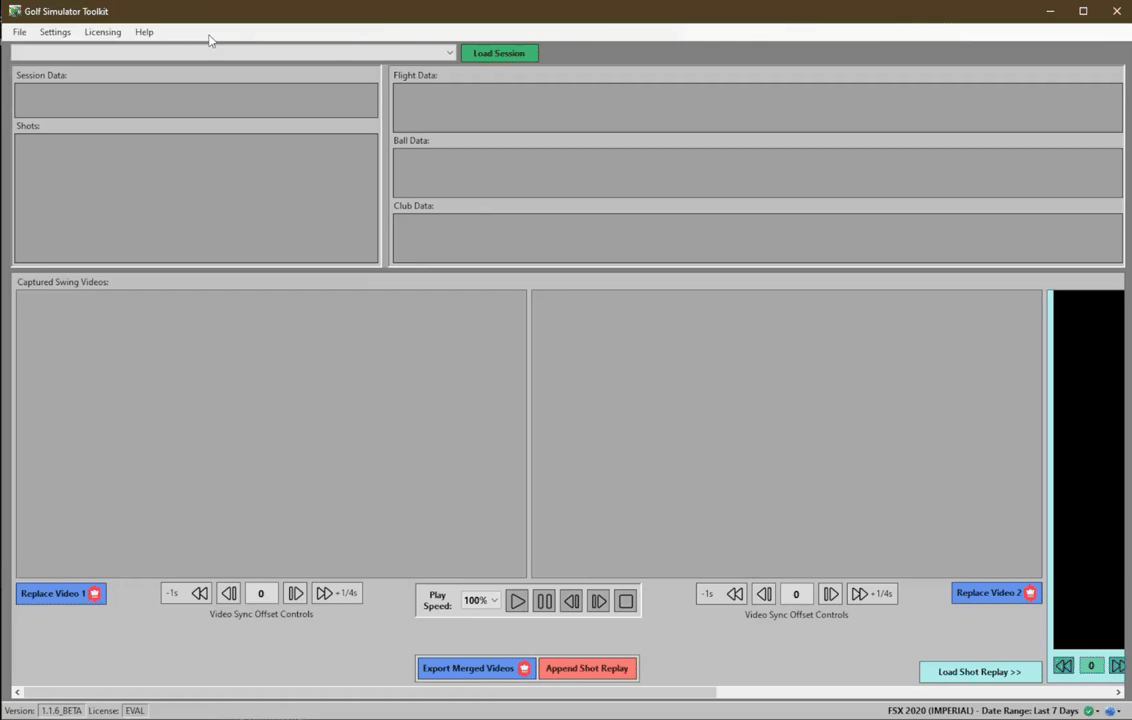 Golf Simulator Toolkit
File Settings Licensing Help
Load Session
Session Data:
Flight Data:
Shots:
Ball Data:
Club Data:
Captured Swing Videos:
Replace Video 1
-1s
0
+1/4s
Video Sync Offset Controls
Play Speed:
100%
-1s
0
+1/4s
Video Sync Offset Controls
Replace Video 2
Export Merged Videos
Append Shot Replay
Load Shot Replay >>
0
Version: 1.1.6_BETA License: EVAL
FSX 2020 (IMPERIAL) - Date Range: Last 7 Days